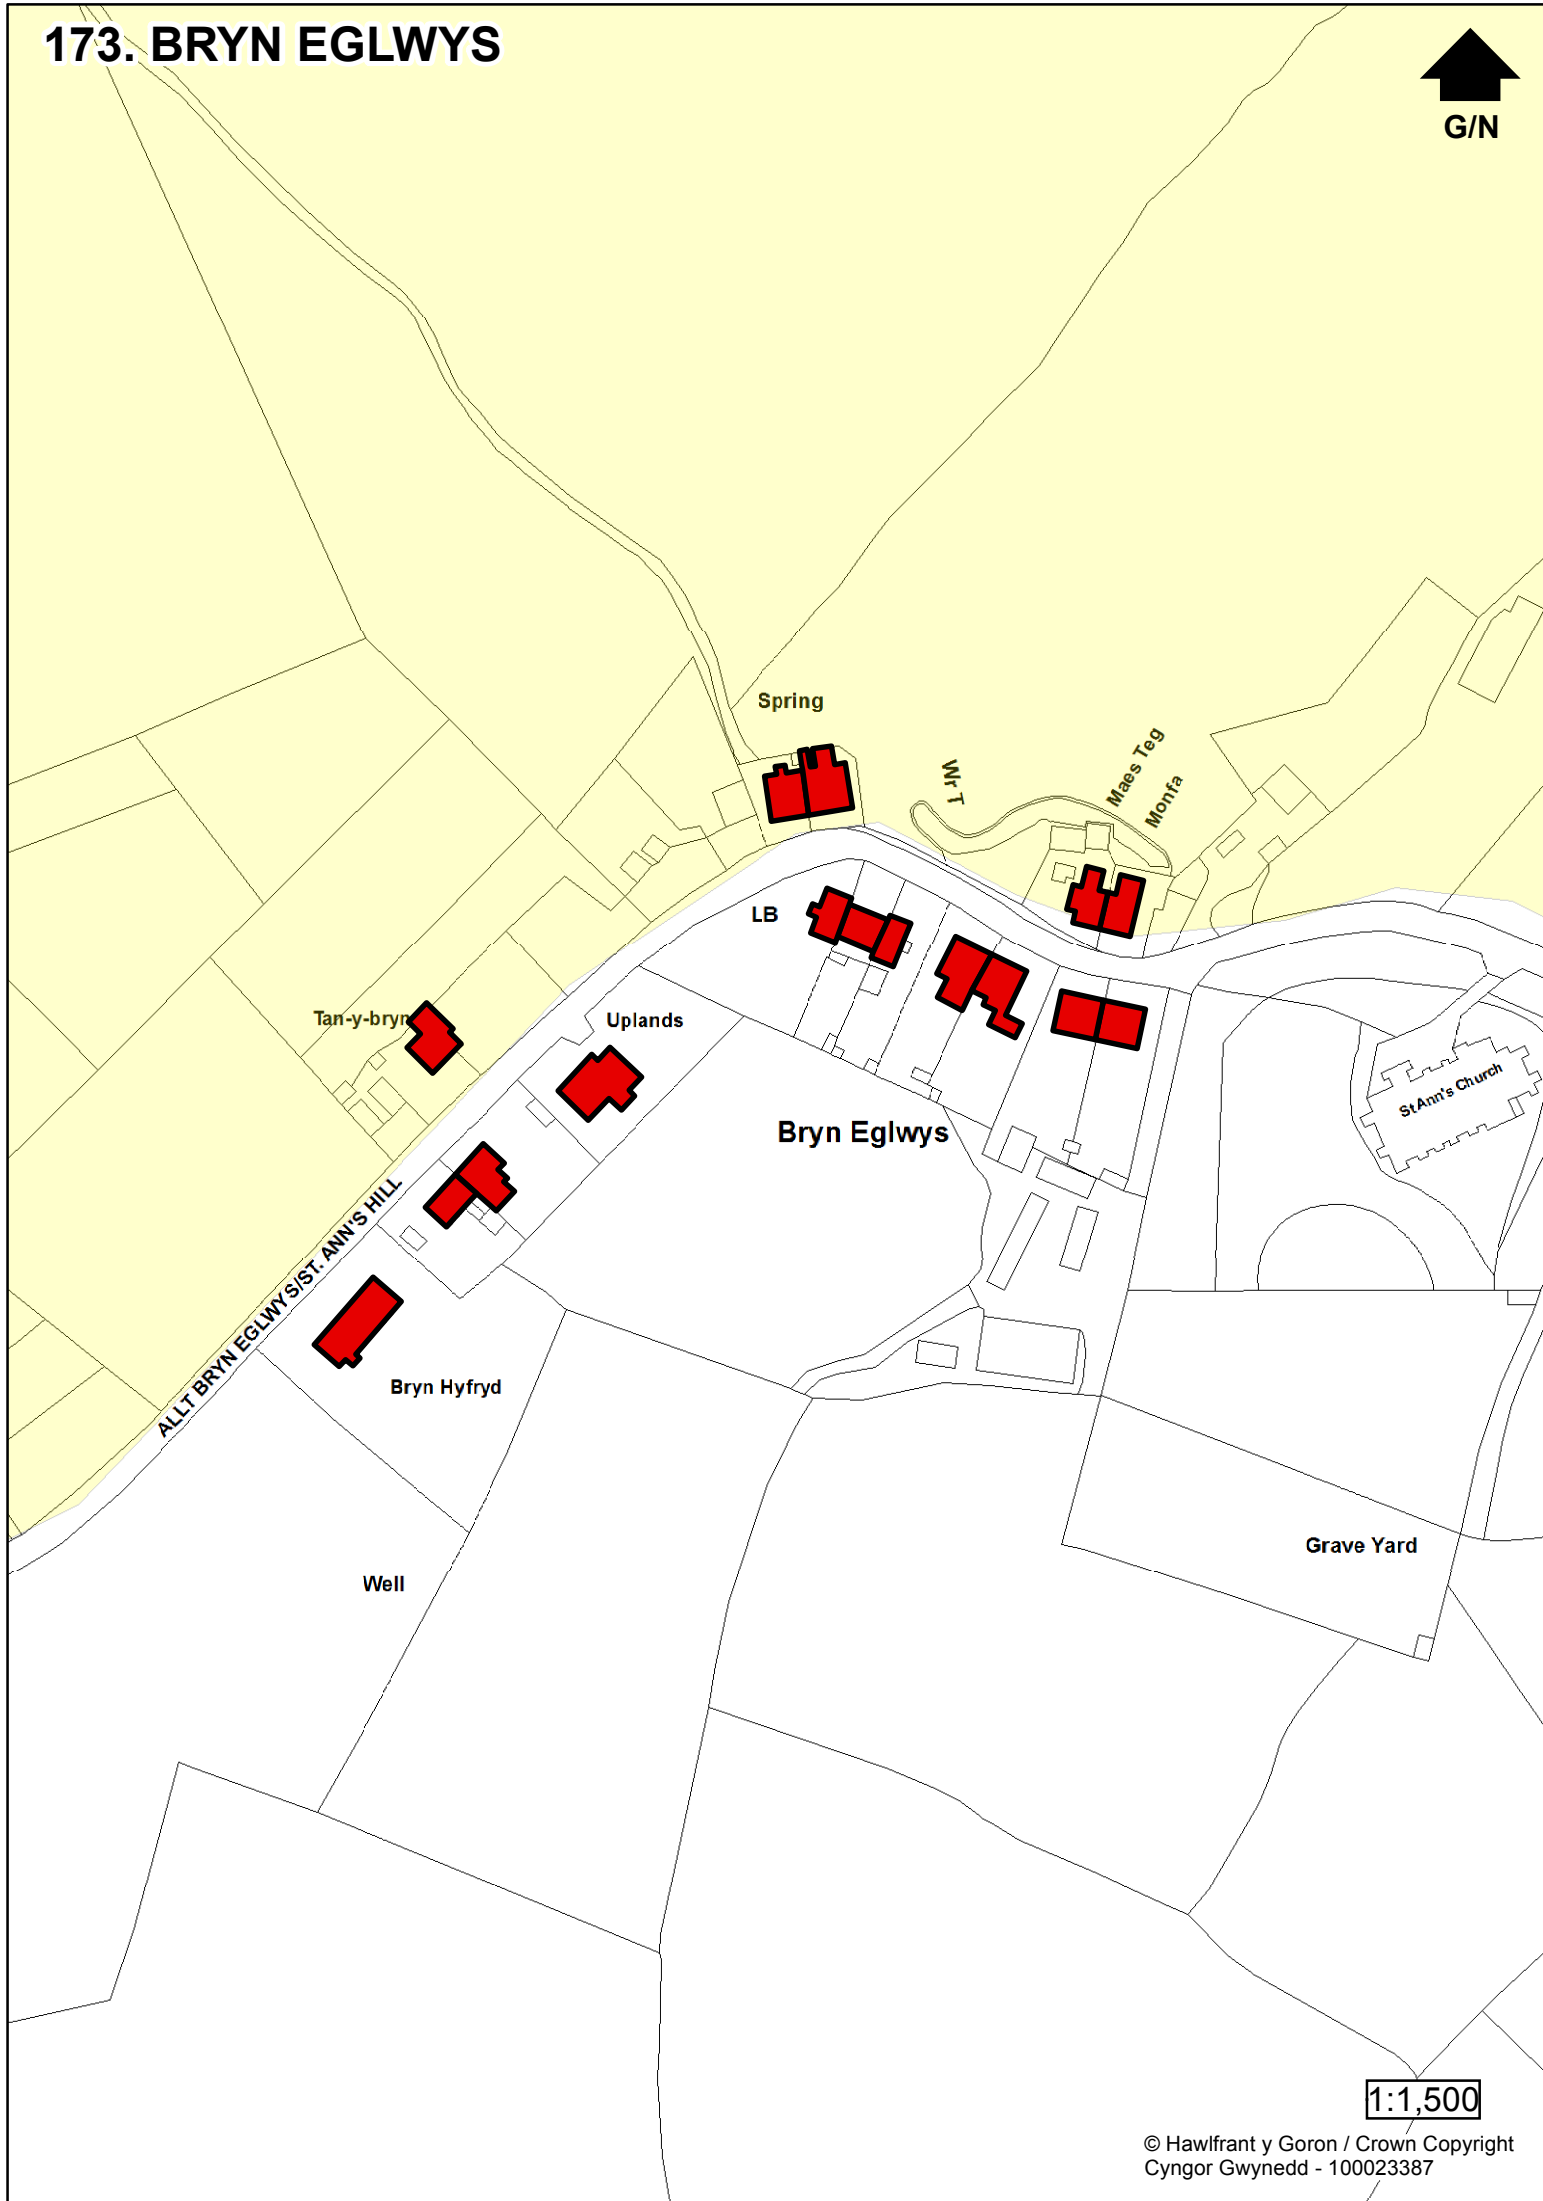 173. BRYN EGLWYS
G/N
Spring
Wr T
Maes Teg
Monfa
LB
Tan-y-bryn
Uplands
St Ann's Church
Bryn Eglwys
ALLT BRYN EGLWYS/ST. ANN'S HILL
Bryn Hyfryd
Grave Yard
Well
1:1,500
© Hawlfraint y Goron / Crown Copyright
Cyngor Gwynedd - 100023387